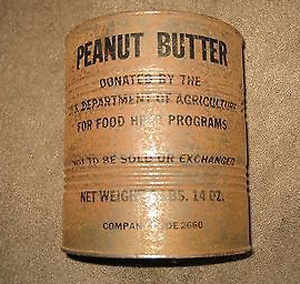 PEANUT BUTTER
DONATED BY THE
U.S. DEPARTMENT OF AGRICULTURE
FOR FOOD HELP PROGRAMS
NOT TO BE SOLD OR EXCHANGED
NET WEIGHT LBS. 14 OZ.
COMPANY CODE 2660